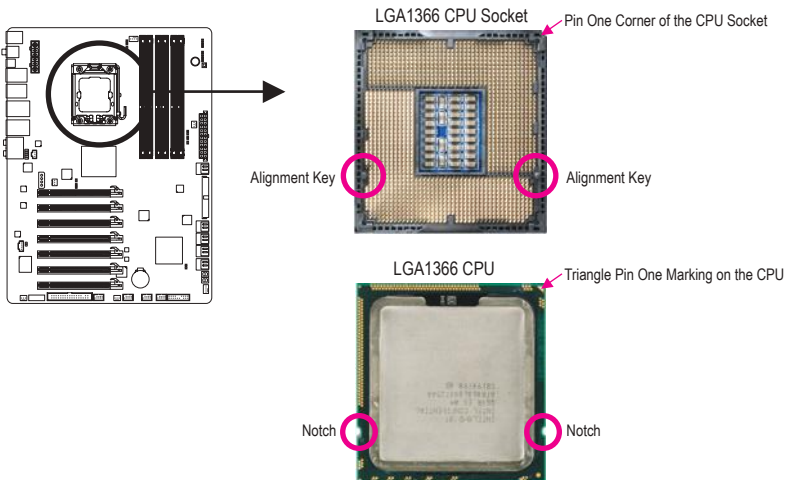 LGA1366 CPU Socket
Pin One Corner of the CPU Socket
Alignment Key
Alignment Key
LGA1366 CPU
Triangle Pin One Marking on the CPU
Notch
Notch